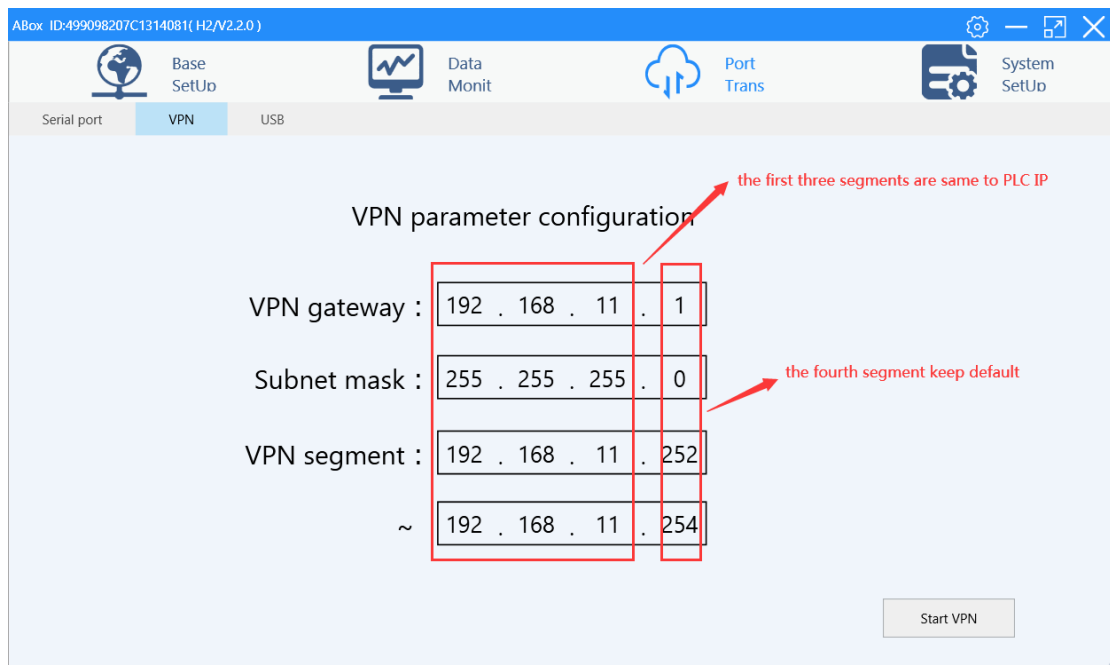 ABox ID:499098207C1314081( H2/V2.2.0 )
Base SetUp
Data Monit
Port Trans
System SetUp
Serial port VPN USB
the first three segments are same to PLC IP
VPN parameter configuration
VPN gateway : 192 . 168 . 11 . 1
Subnet mask : 255 . 255 . 255 . 0
the fourth segment keep default
VPN segment : 192 . 168 . 11 . 252
~ 192 . 168 . 11 . 254
Start VPN